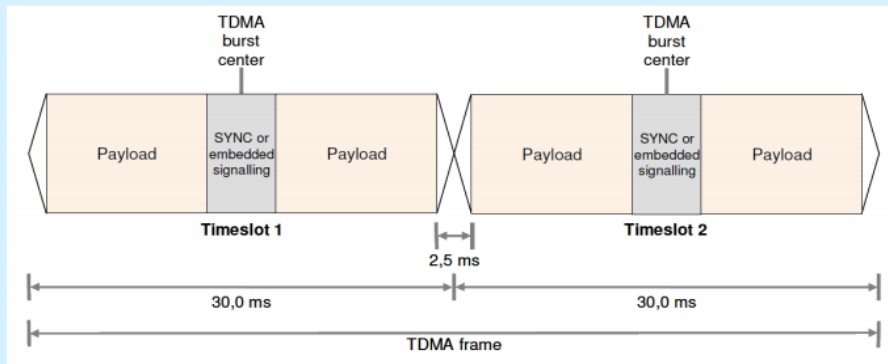 TDMA
burst
center
TDMA
burst
center
Payload
SYNC or
embedded
signalling
Payload
Payload
SYNC or
embedded
signalling
Payload
Timeslot 1
Timeslot 2
2,5 ms
30,0 ms
30,0 ms
TDMA frame